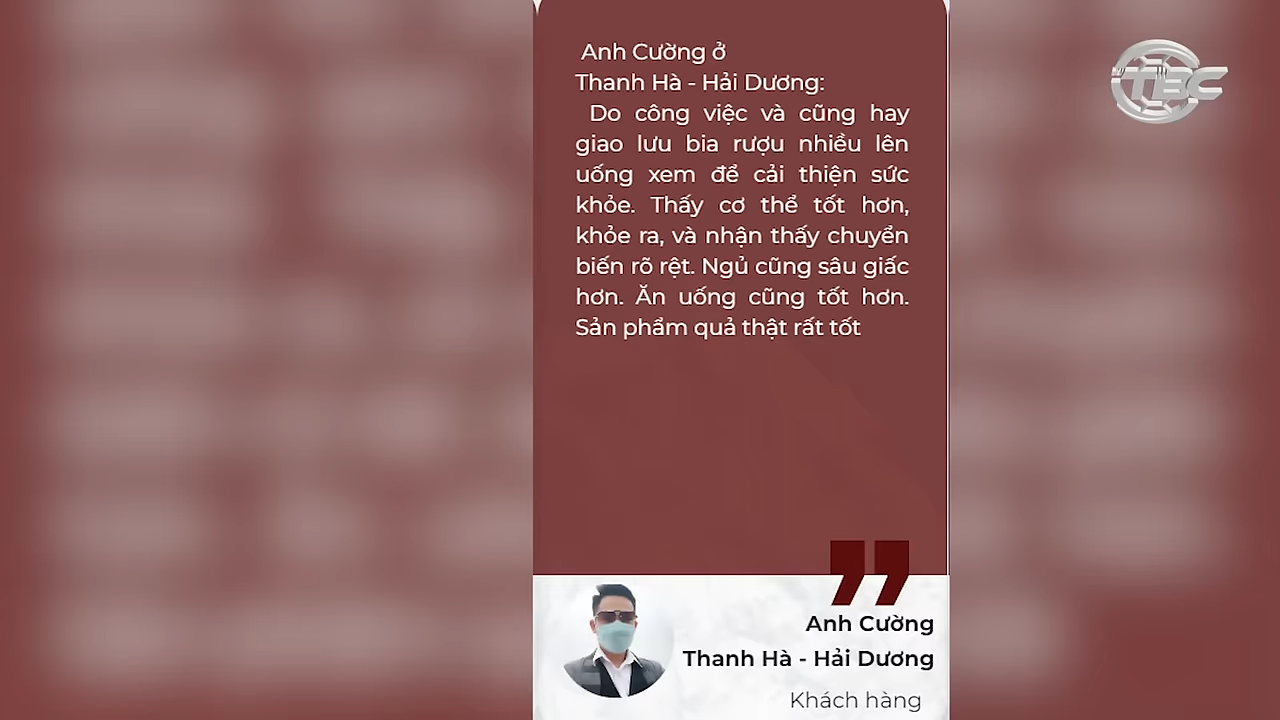 TBC
Anh Cường ở
Thanh Hà - Hải Dương:
Do công việc và cũng hay
giao lưu bia rượu nhiều lên
uống xem để cải thiện sức
khỏe. Thấy cơ thể tốt hơn,
khỏe ra, và nhận thấy chuyển
biến rõ rệt. Ngủ cũng sâu giấc
hơn. Ăn uống cũng tốt hơn.
Sản phẩm quả thật rất tốt
Anh Cường
Thanh Hà - Hải Dương
Khách hàng